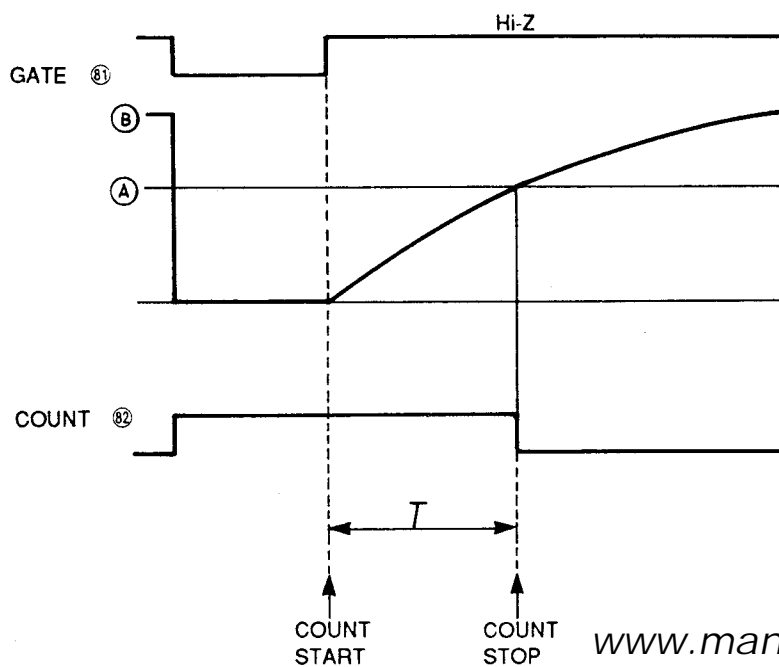 Hi-Z
GATE 81
B
A
COUNT 82
T
COUNT START
COUNT STOP
www.man